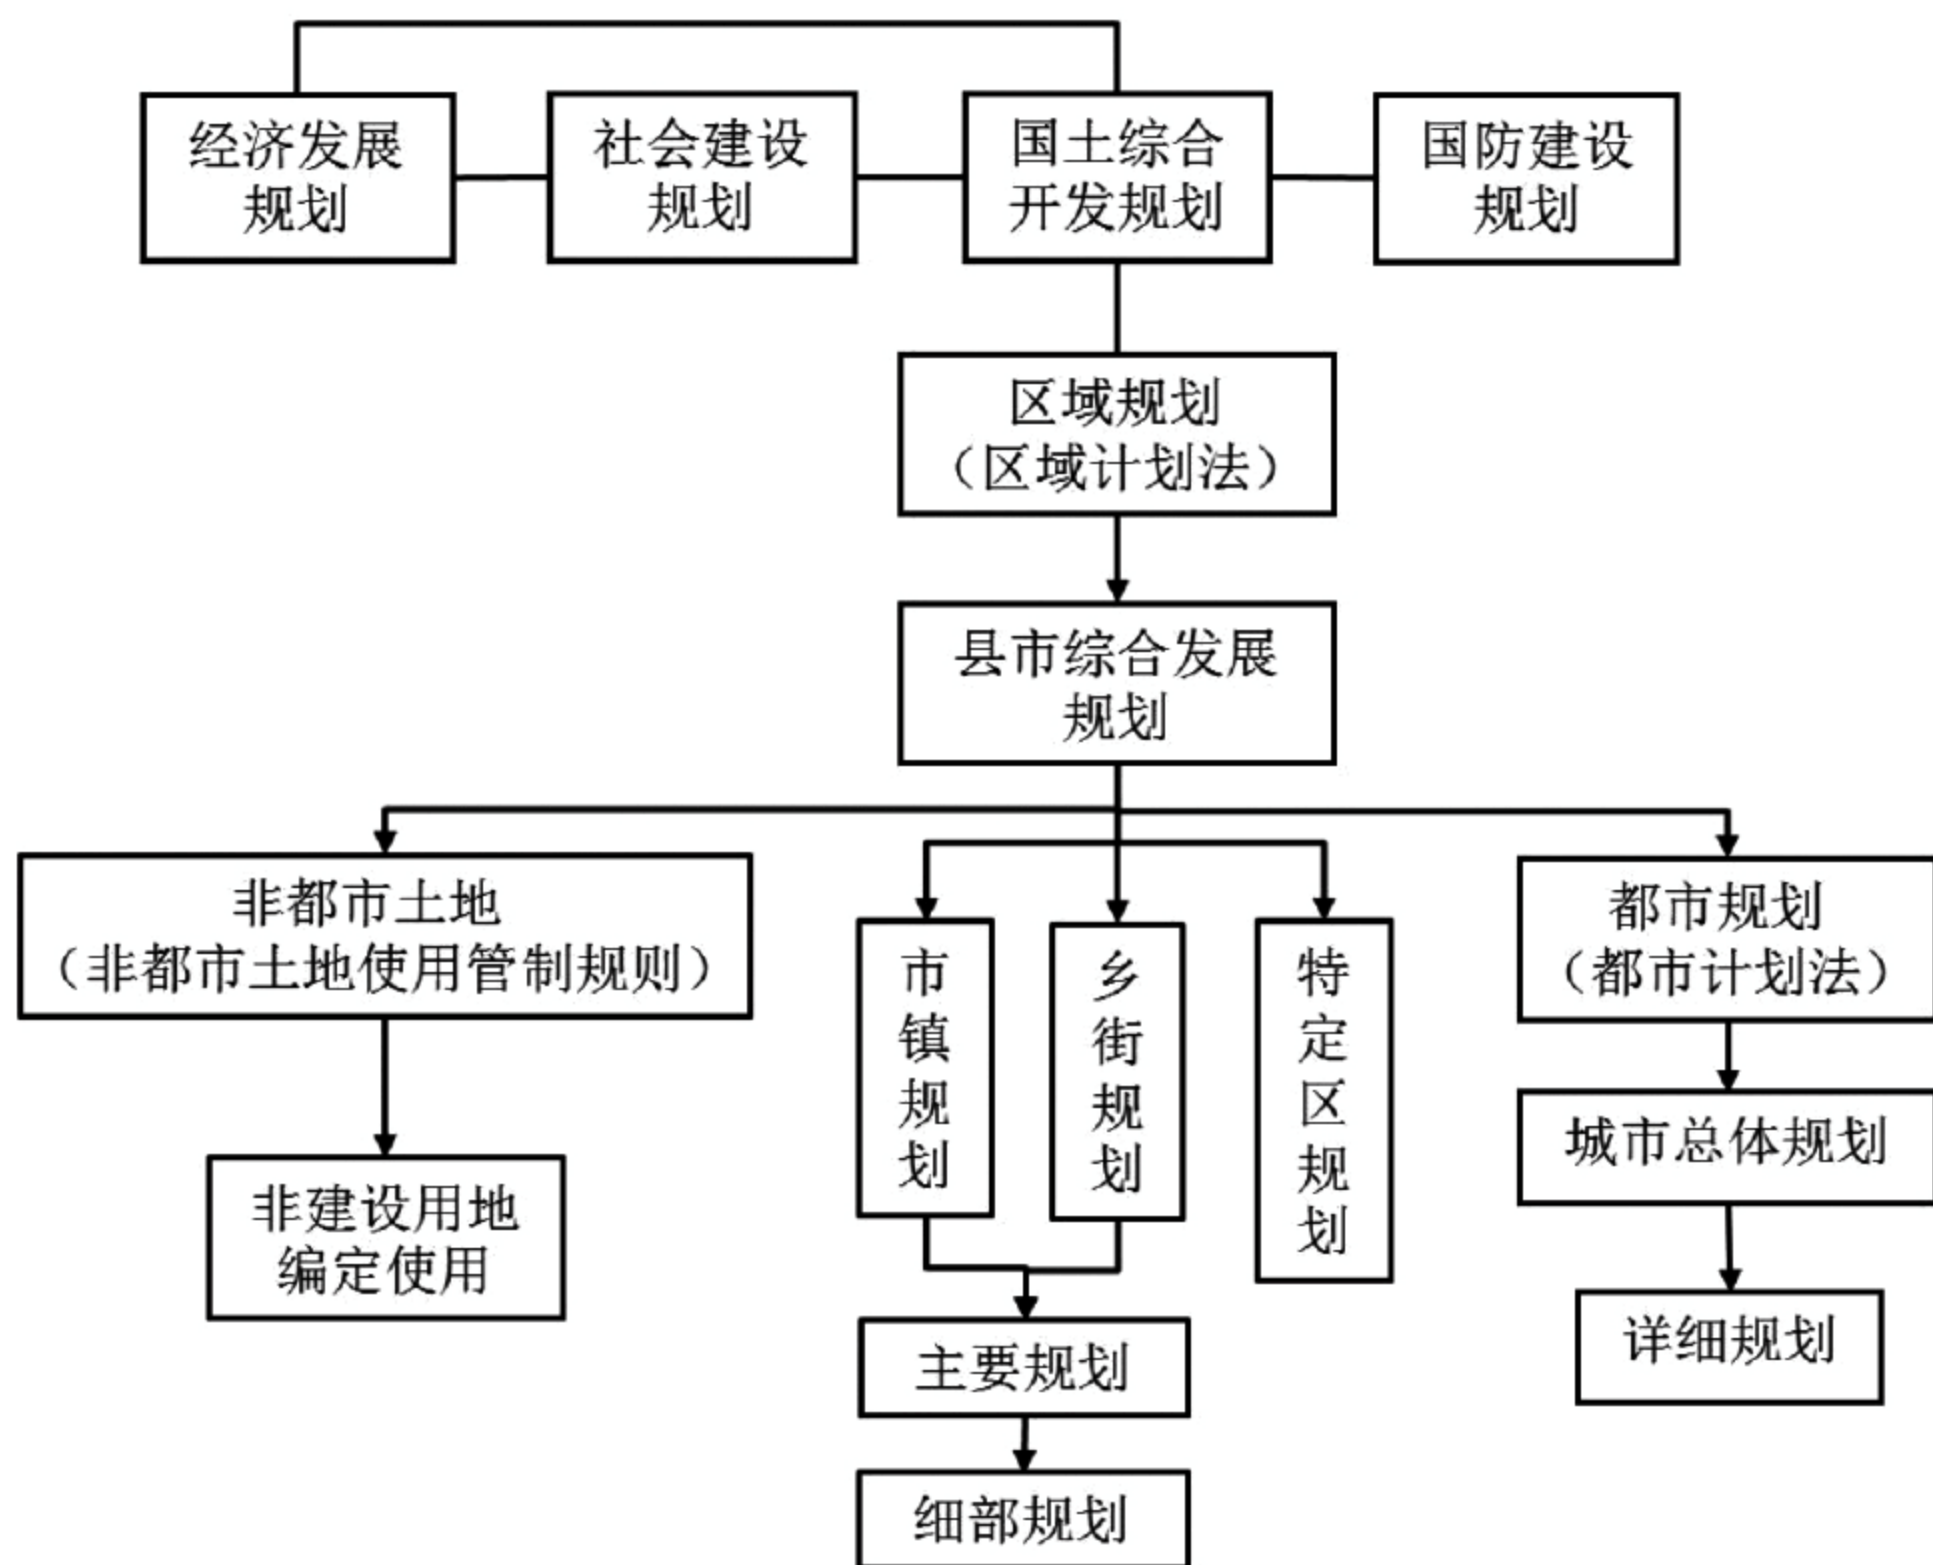 经济发展
规划
社会建设
规划
国土综合
开发规划
国防建设
规划
区域规划
（区域计划法）
县市综合发展
规划
非都市土地
（非都市土地使用管制规则）
市镇规划
乡街规划
特定区规划
都市规划
（都市计划法）
城市总体规划
非建设用地
编定使用
详细规划
主要规划
细部规划